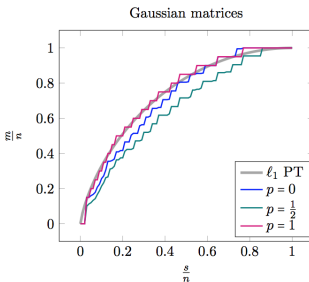 Gaussian matrices
1
0.8
0.6
0.4
0.2
0
m/n
0 0.2 0.4 0.6 0.8 1
s/n
ℓ₁ PT
p = 0
p = 1/2
p = 1